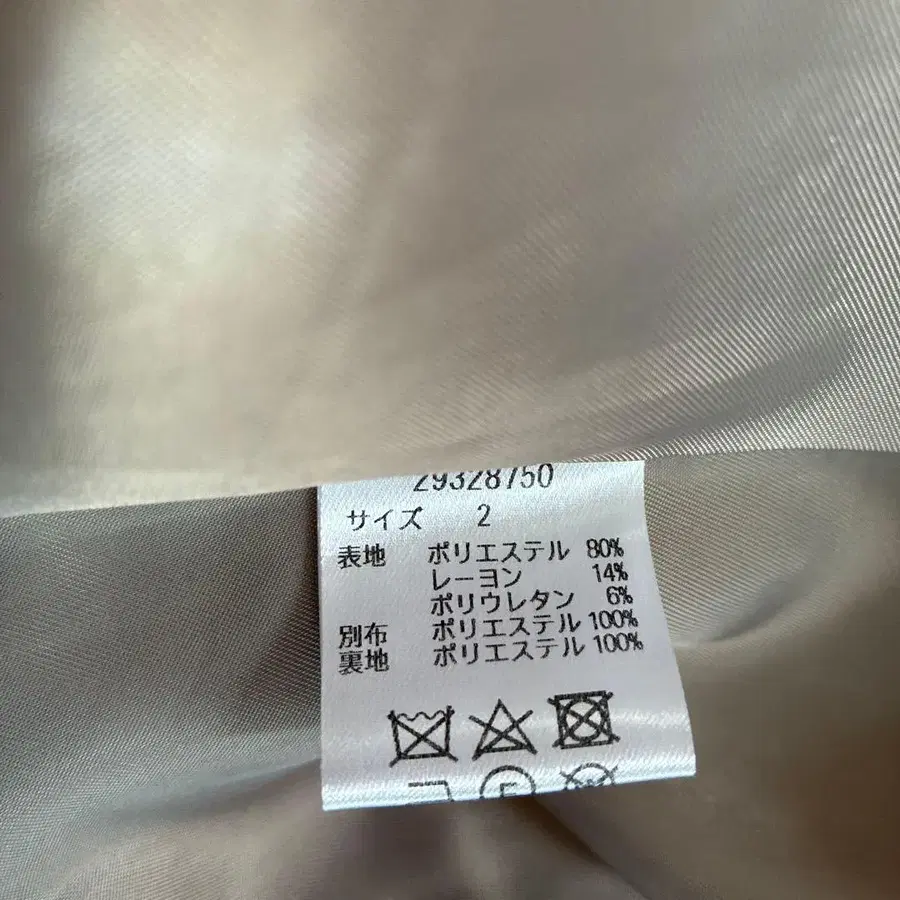 29328750
サイズ 2
表地 ポリエステル 80%
レーヨン 14%
ポリウレタン 6%
別布 ポリエステル 100%
裏地 ポリエステル 100%